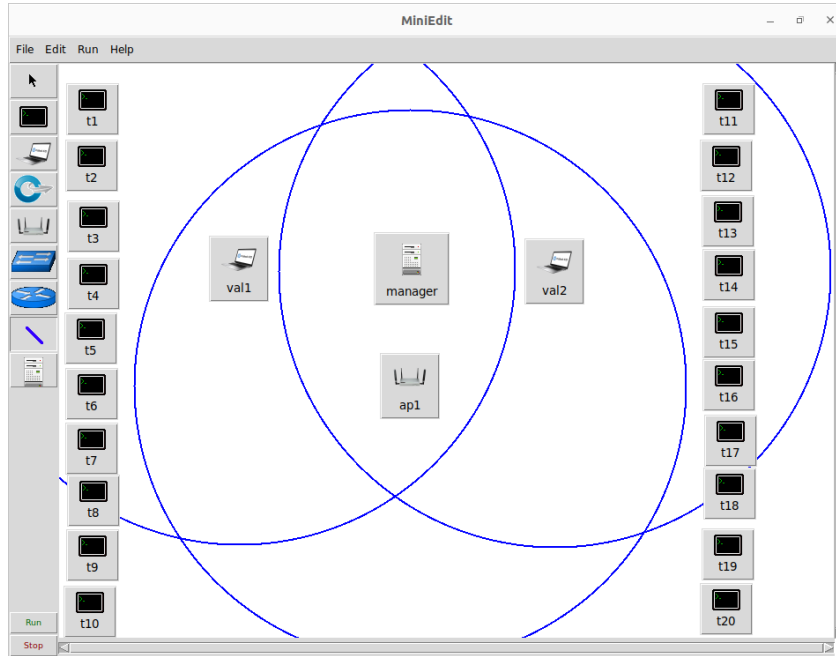 MiniEdit
File Edit Run Help
t1
t2
t3
t4
t5
t6
t7
t8
t9
t10
val1
manager
val2
ap1
t11
t12
t13
t14
t15
t16
t17
t18
t19
t20
Run
Stop